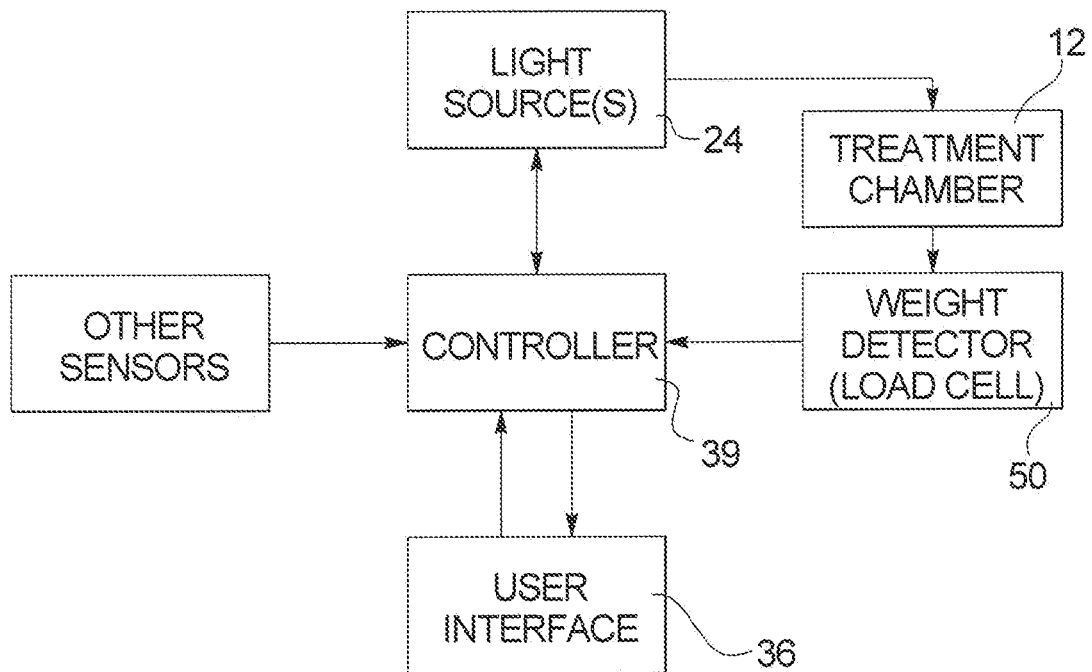 LIGHT
SOURCE(S)
24
12
TREATMENT
CHAMBER
OTHER
SENSORS
CONTROLLER
39
WEIGHT
DETECTOR
(LOAD CELL)
50
USER
INTERFACE
36